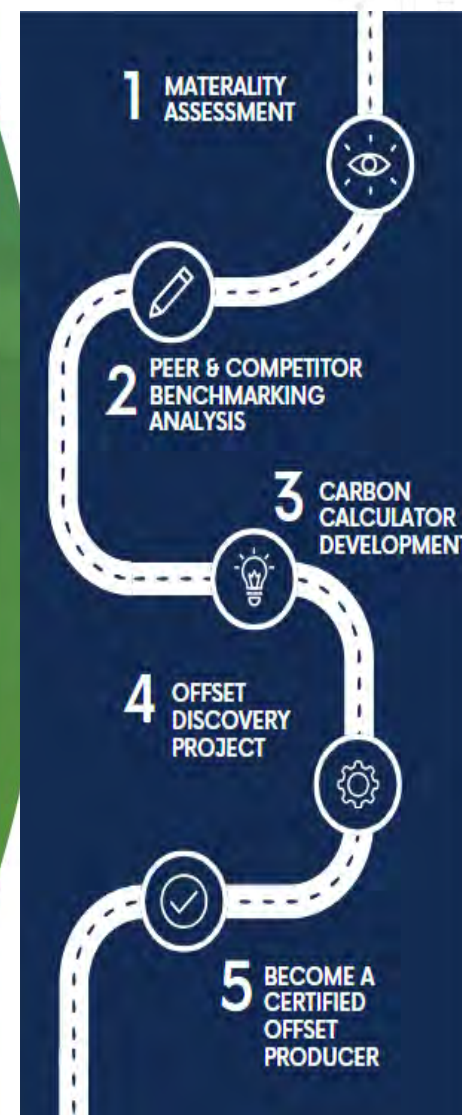 1 MATERALITY
ASSESSMENT
2 PEER & COMPETITOR
BENCHMARKING
ANALYSIS
3 CARBON
CALCULATOR
DEVELOPMENT
4 OFFSET
DISCOVERY
PROJECT
5 BECOME A
CERTIFIED
OFFSET
PRODUCER